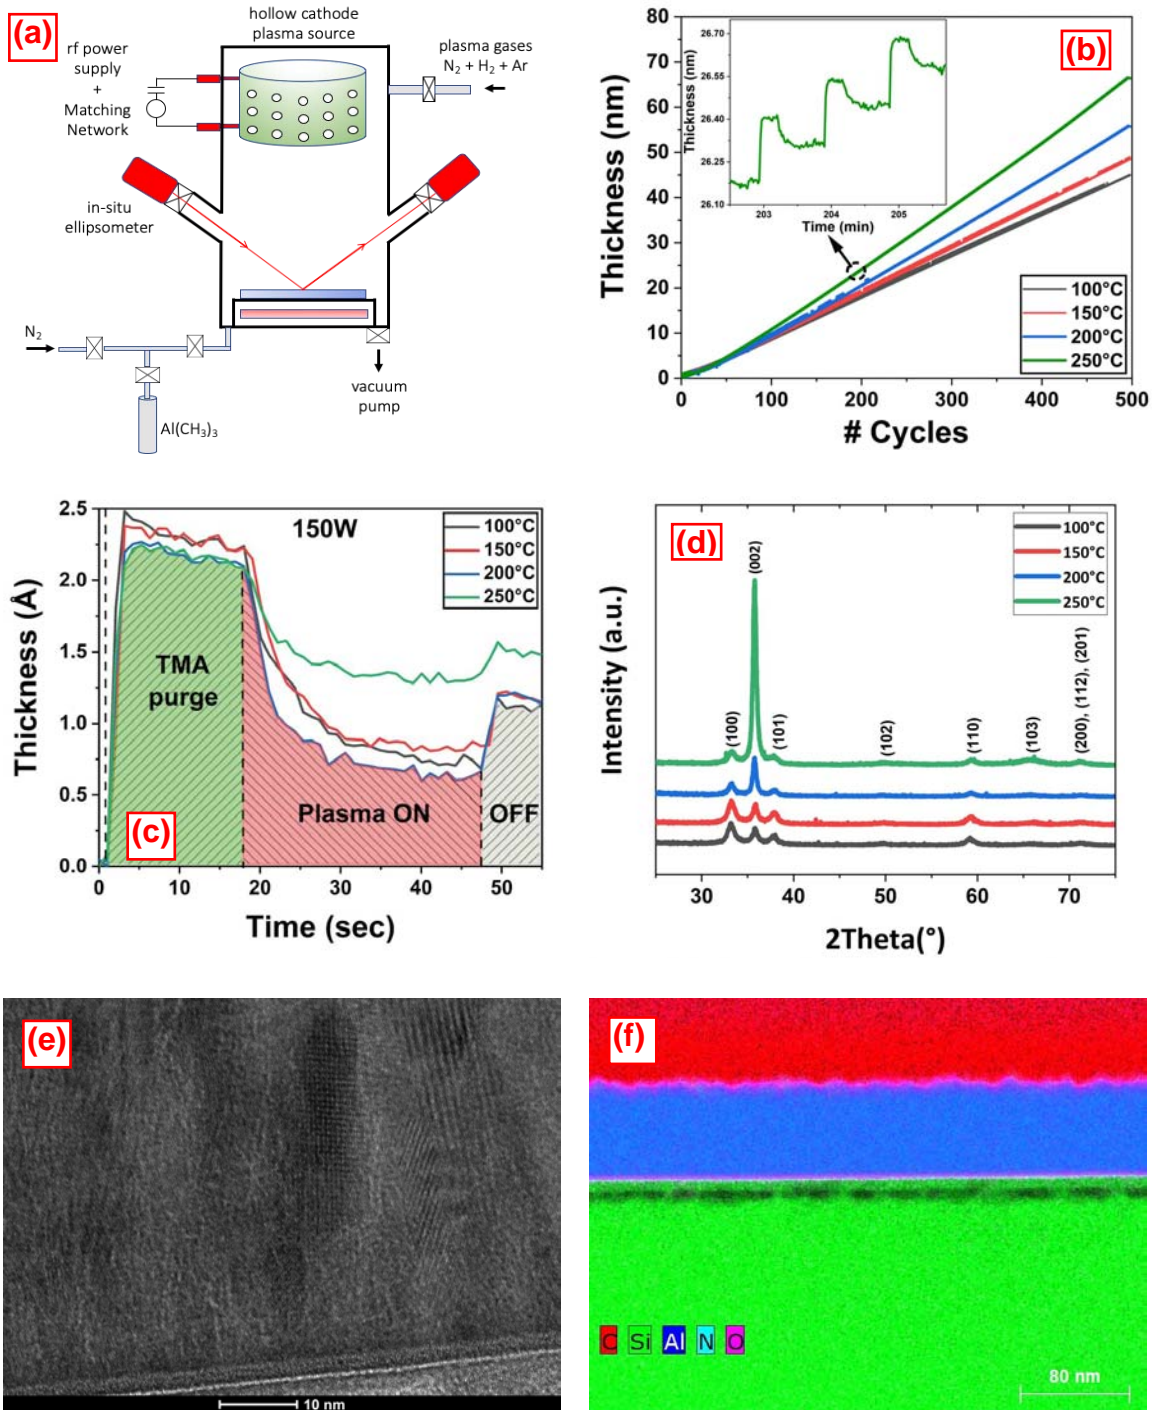 (a)
hollow cathode
plasma source
rf power
supply
+
Matching
Network
plasma gases
N₂ + H₂ + Ar
in-situ
ellipsometer
N₂
Al(CH₃)₃
vacuum
pump
(b)
Thickness (nm)
80
70
60
50
40
30
20
10
0
0 100 200 300 400 500
# Cycles
Thickness (nm)
26.70
26.55
26.40
26.25
26.10
203 204 205
Time (min)
100°C
150°C
200°C
250°C
(c)
Thickness (Å)
2.5
2.0
1.5
1.0
0.5
0.0
0 10 20 30 40 50
Time (sec)
150W
100°C
150°C
200°C
250°C
TMA
purge
Plasma ON
OFF
(d)
Intensity (a.u.)
(100)
(002)
(101)
(102)
(110)
(103)
(200), (112), (201)
100°C
150°C
200°C
250°C
30 40 50 60 70
2Theta(°)
(e)
10 nm
(f)
C Si Al N O
80 nm